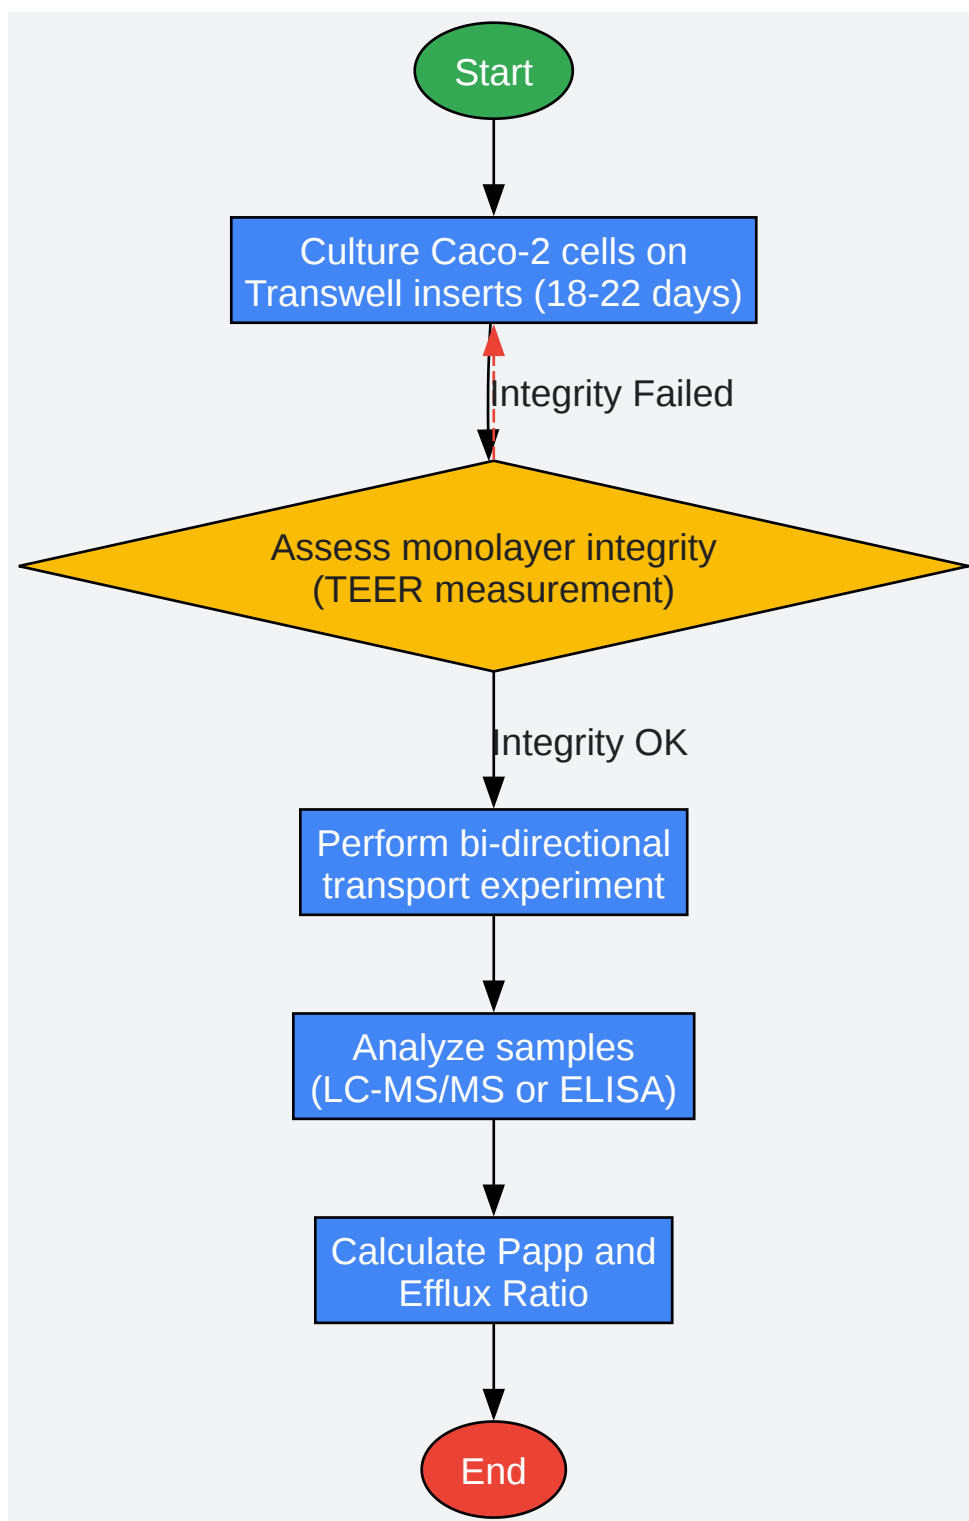 Start
Culture Caco-2 cells on
Transwell inserts (18-22 days)
Integrity Failed
Assess monolayer integrity
(TEER measurement)
Integrity OK
Perform bi-directional
transport experiment
Analyze samples
(LC-MS/MS or ELISA)
Calculate Papp and
Efflux Ratio
End